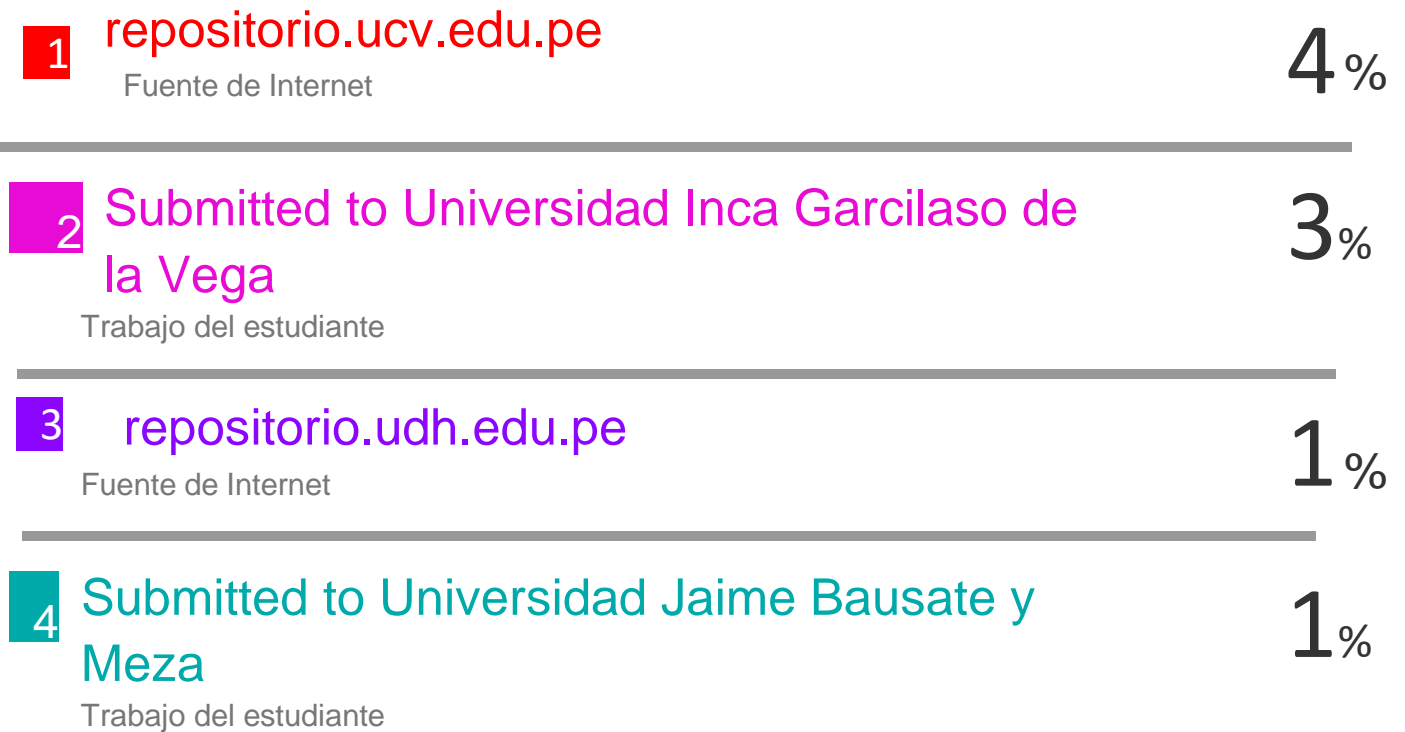 1 repositorio.ucv.edu.pe 4%
Fuente de Internet
2 Submitted to Universidad Inca Garcilaso de 3%
la Vega
Trabajo del estudiante
3 repositorio.udh.edu.pe 1%
Fuente de Internet
4 Submitted to Universidad Jaime Bausate y 1%
Meza
Trabajo del estudiante